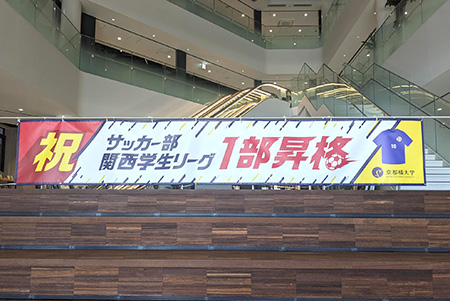 祝
サッカー部
関西学生リーグ
1部昇格
10
京都橘大学